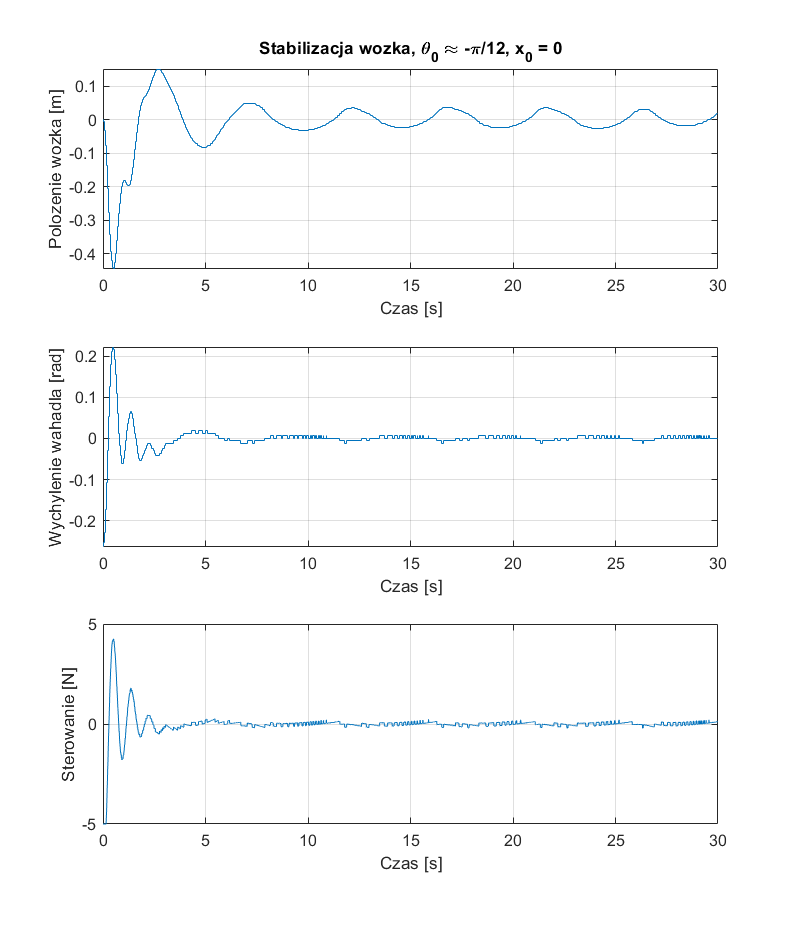 Stabilizacja wozka, θ₀ ≈ -π/12, x₀ = 0
0.1
0
-0.1
-0.2
-0.3
-0.4
Polozenie wozka [m]
0 5 10 15 20 25 30
Czas [s]
0.2
0.1
0
-0.1
-0.2
Wychylenie wahadla [rad]
0 5 10 15 20 25 30
Czas [s]
5
0
-5
Sterowanie [N]
0 5 10 15 20 25 30
Czas [s]